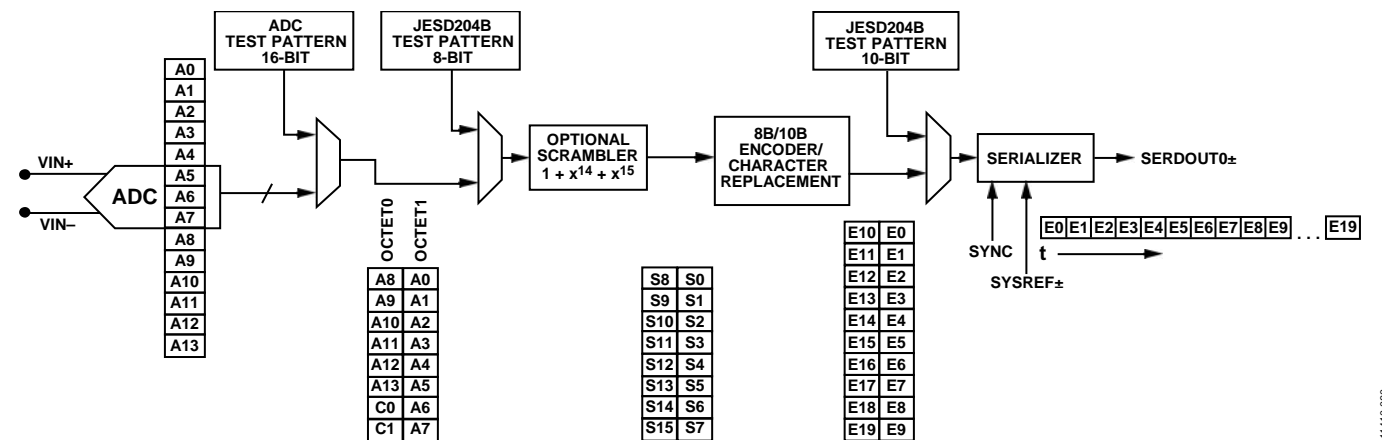 ADC
TEST PATTERN
16-BIT
JESD204B
TEST PATTERN
8-BIT
JESD204B
TEST PATTERN
10-BIT
A0
A1
A2
A3
A4
A5
A6
A7
A8
A9
A10
A11
A12
A13
VIN+
ADC
VIN–
OCTET0
OCTET1
A8 A0
A9 A1
A10 A2
A11 A3
A12 A4
A13 A5
C0 A6
C1 A7
OPTIONAL
SCRAMBLER
1 + x14 + x15
S8 S0
S9 S1
S10 S2
S11 S3
S12 S4
S13 S5
S14 S6
S15 S7
8B/10B
ENCODER/
CHARACTER
REPLACEMENT
E10 E0
E11 E1
E12 E2
E13 E3
E14 E4
E15 E5
E16 E6
E17 E7
E18 E8
E19 E9
SERIALIZER
SERDOUT0±
SYNC
SYSREF±
E0 E1 E2 E3 E4 E5 E6 E7 E8 E9 . . . E19
t